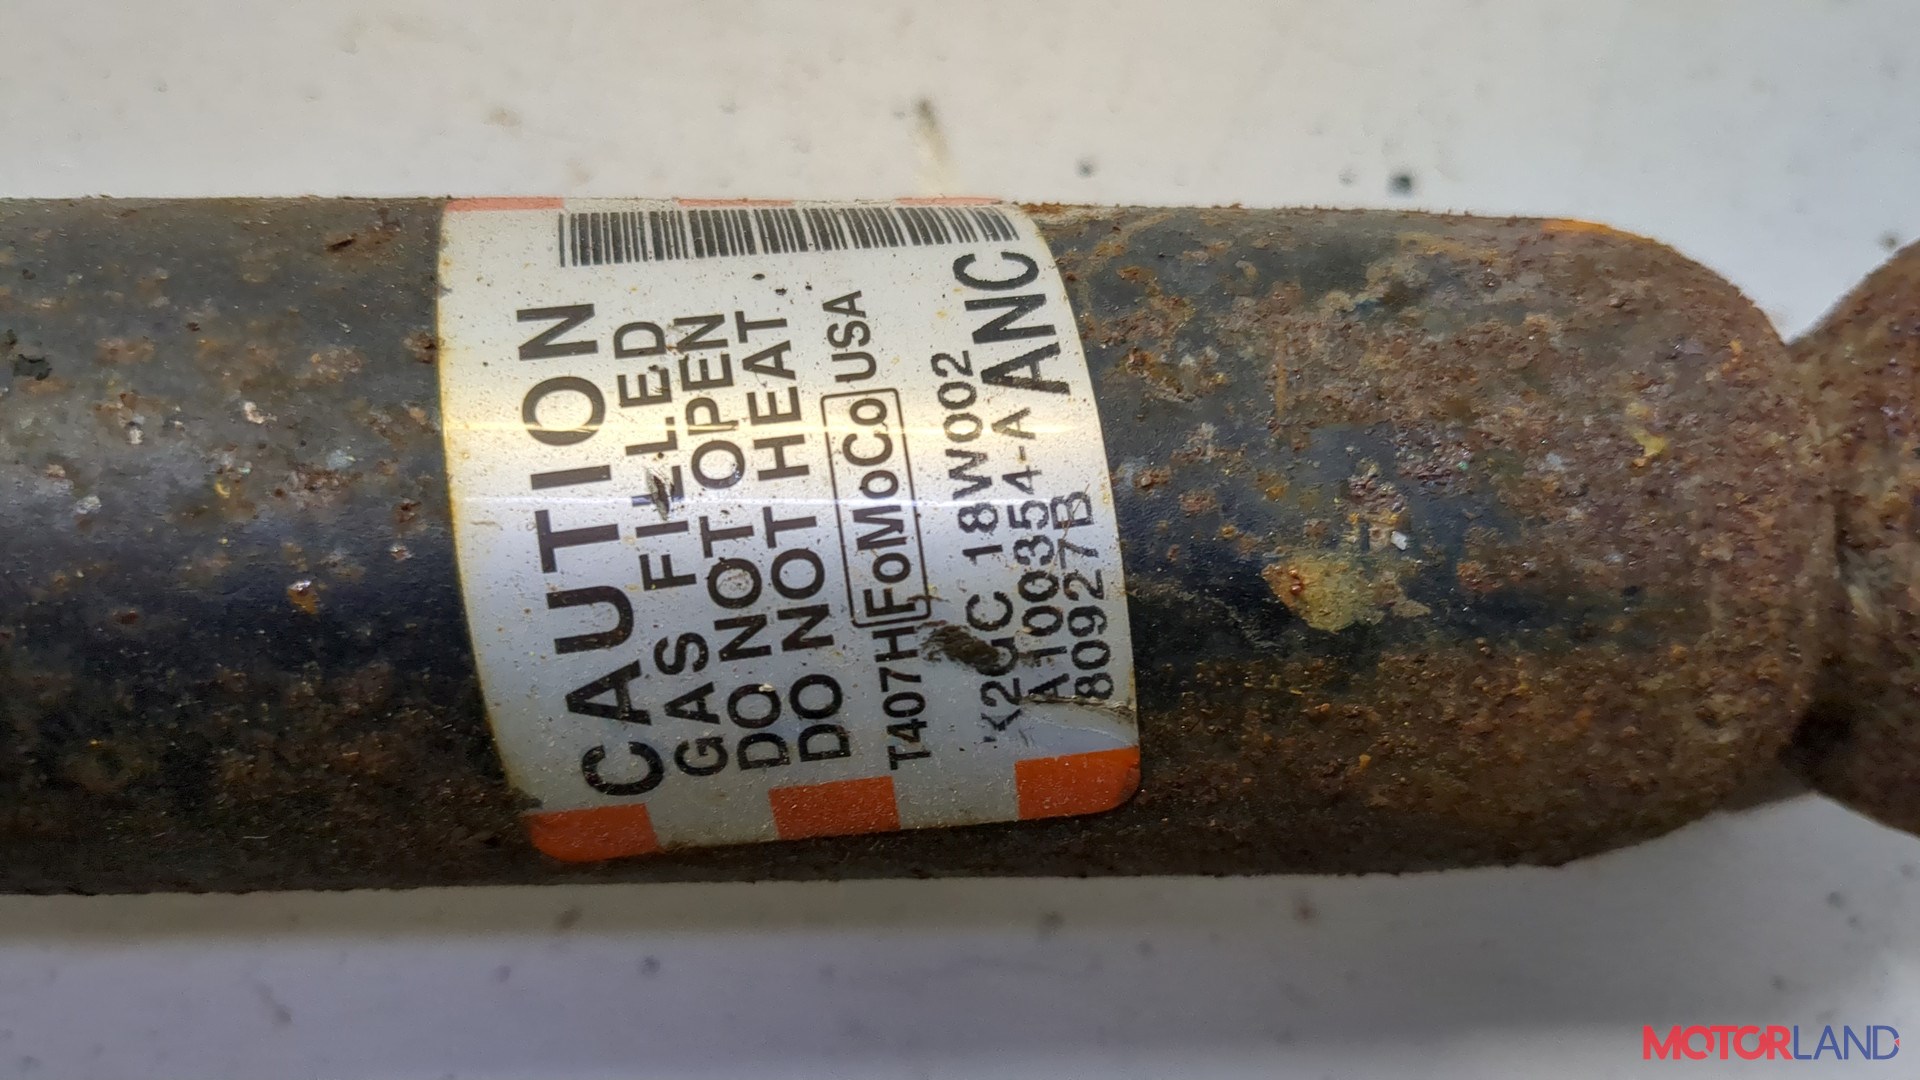 CAUTION
GAS FILLED
DO NOT OPEN
DO NOT HEAT
T407H FoMoCo USA
18W002
A100354-A ANC
80927B
MOTORLAND